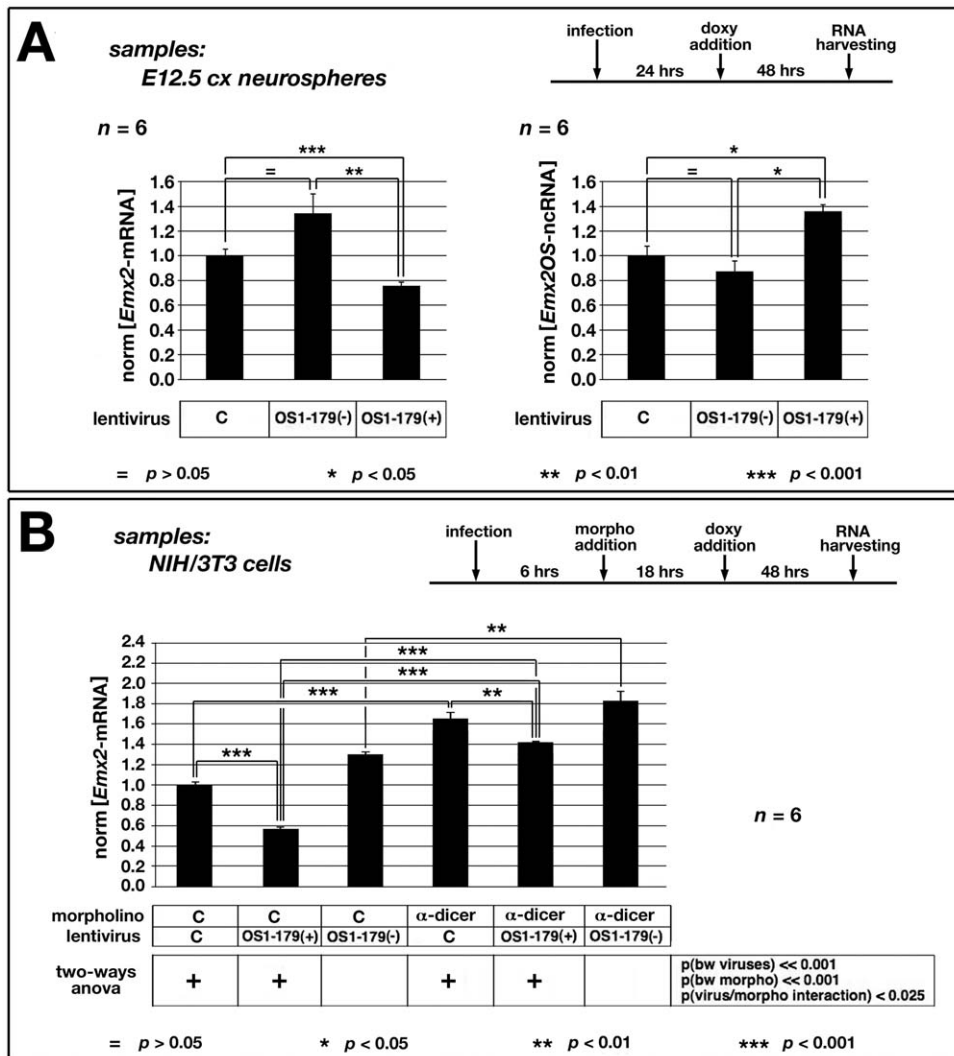 A
samples:
E12.5 cx neurospheres
infection
doxy
addition
RNA
harvesting
24 hrs
48 hrs
n = 6
norm [Emx2-mRNA]
***
=
**
1.6
1.4
1.2
1.0
0.8
0.6
0.4
0.2
0.0
lentivirus
C
OS1-179(-)
OS1-179(+)
n = 6
norm [Emx2OS-ncRNA]
*
=
*
1.6
1.4
1.2
1.0
0.8
0.6
0.4
0.2
0.0
lentivirus
C
OS1-179(-)
OS1-179(+)
= p > 0.05
* p < 0.05
** p < 0.01
*** p < 0.001
B
samples:
NIH/3T3 cells
infection
morpho
addition
doxy
addition
RNA
harvesting
6 hrs
18 hrs
48 hrs
norm [Emx2-mRNA]
2.4
2.2
2.0
1.8
1.6
1.4
1.2
1.0
0.8
0.6
0.4
0.2
0.0
**
***
***
***
**
***
n = 6
morpholino C C C α-dicer α-dicer α-dicer
lentivirus C OS1-179(+) OS1-179(-) C OS1-179(+) OS1-179(-)
two-ways
anova
+ + + +
p(bw viruses) << 0.001
p(bw morpho) << 0.001
p(virus/morpho interaction) < 0.025
= p > 0.05
* p < 0.05
** p < 0.01
*** p < 0.001